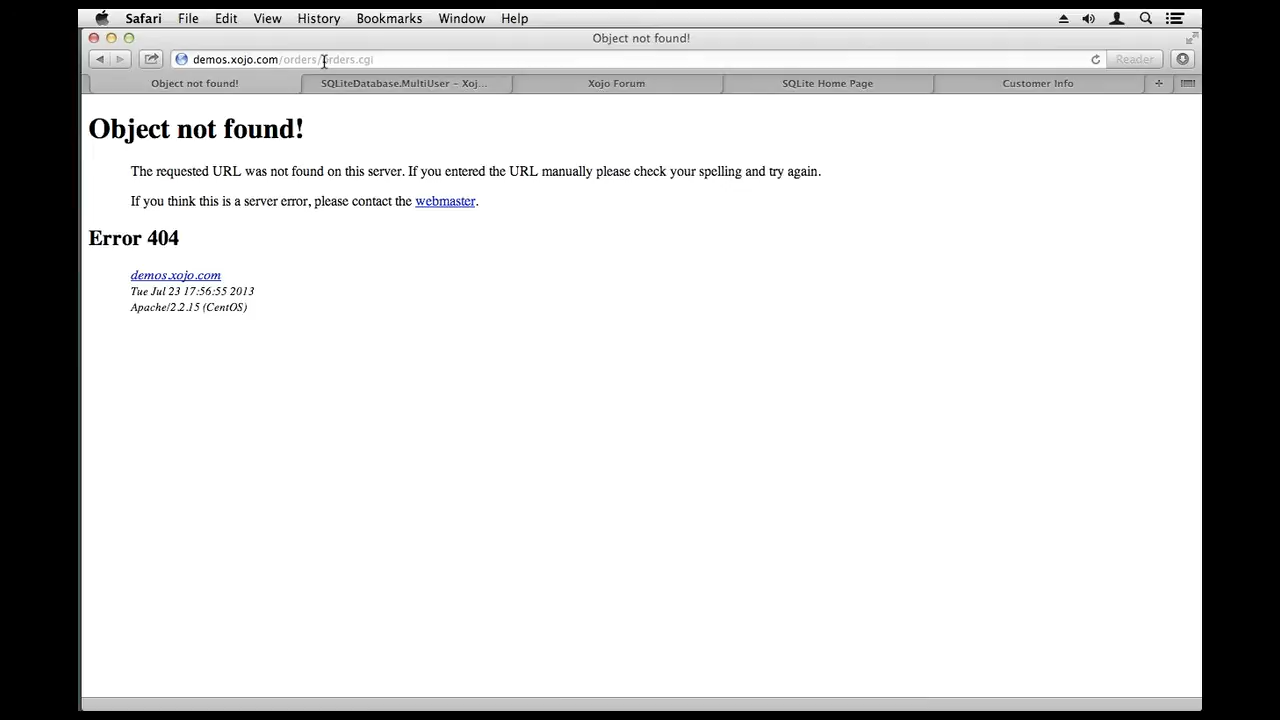 Safari File Edit View History Bookmarks Window Help
Object not found!
demos.xojo.com/orders/orders.cgi
Reader
Object not found! SQLiteDatabase.MultiUser – Xoj... Xojo Forum SQLite Home Page Customer Info +
Object not found!
The requested URL was not found on this server. If you entered the URL manually please check your spelling and try again.
If you think this is a server error, please contact the webmaster.
Error 404
demos.xojo.com
Tue Jul 23 17:56:55 2013
Apache/2.2.15 (CentOS)